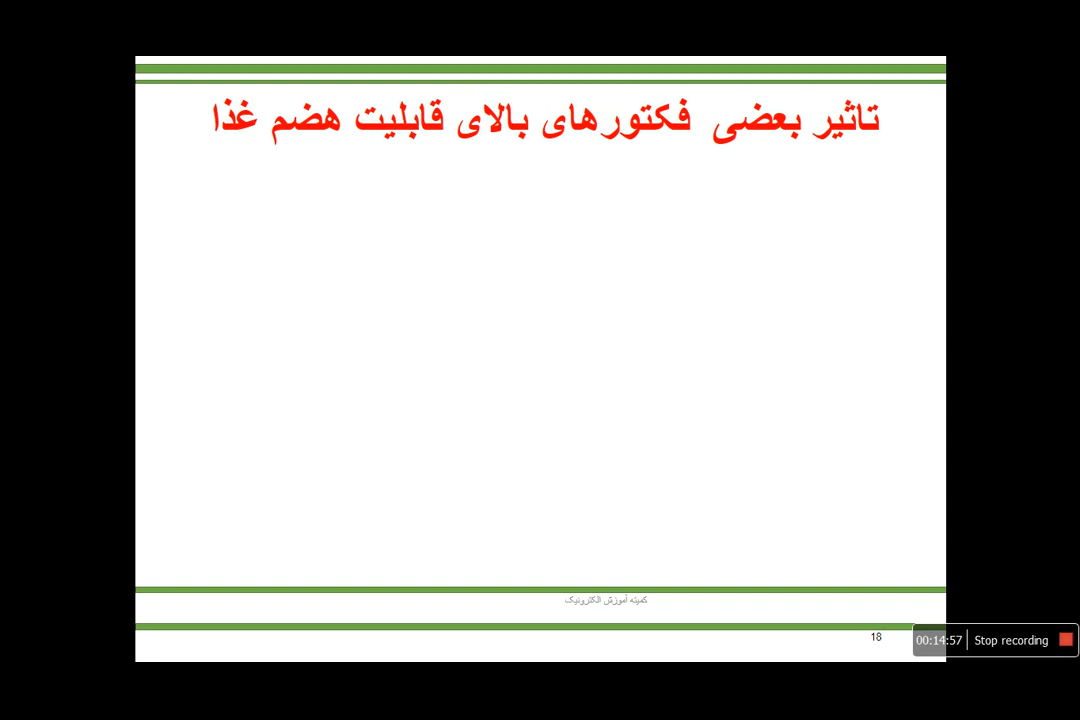 تاثیر بعضی فکتورهای بالای قابلیت هضم غذا
کمیته آموزش الکترونیک
18
00:14:57 Stop recording